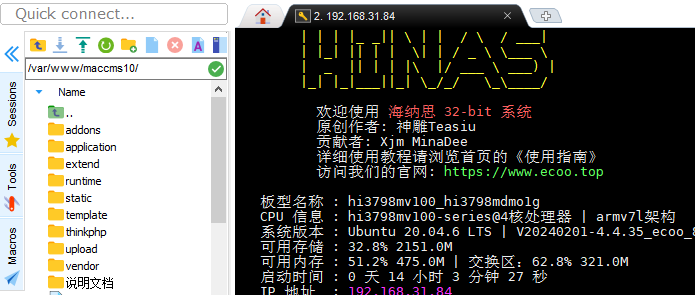 Quick connect...
2. 192.168.31.84
/var/www/maccms10/
Name
..
addons
application
extend
runtime
static
template
thinkphp
upload
vendor
说明文档
Sessions
Tools
Macros
HINAS
欢迎使用 海纳思 32-bit 系统
原创作者: 神雕Teasiu
贡献者: Xjm MinaDee
详细使用教程请浏览首页的《使用指南》
访问我们的官网: https://www.ecoo.top
板型名称 : hi3798mv100_hi3798mdmo1g
CPU 信息 : hi3798mv100-series@4核处理器 | armv7l架构
系统版本 : Ubuntu 20.04.6 LTS | V20240201-4.4.35_ecoo_8
可用存储 : 32.8% 2151.0M
可用内存 : 51.2% 475.0M | 交换区: 62.8% 321.0M
启动时间 : 0 天 14 小时 3 分钟 27 秒
IP 地址 : 192.168.31.84